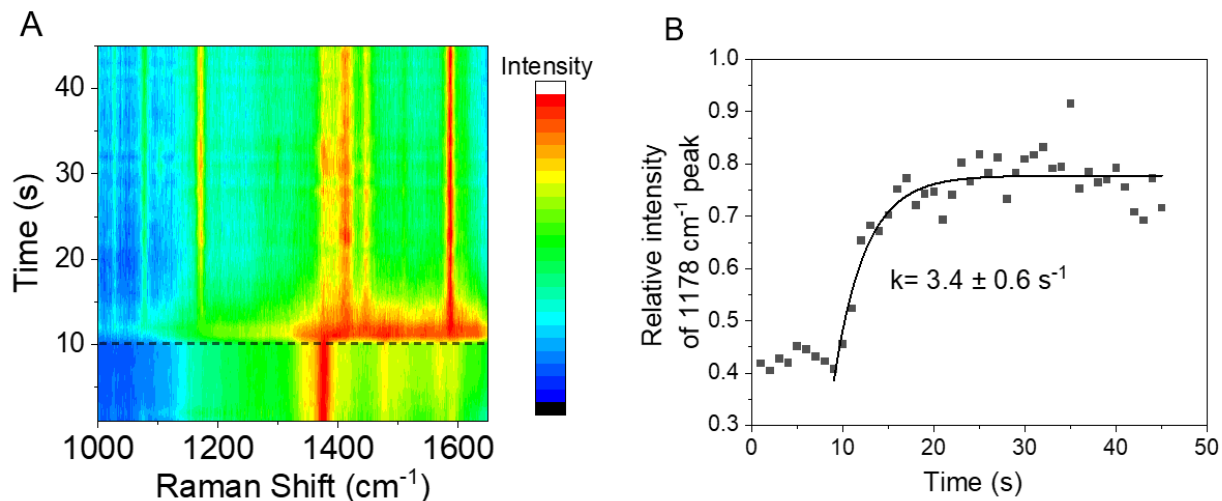 A
Intensity
Time (s)
40
30
20
10
1000 1200 1400 1600
Raman Shift (cm⁻¹)
B
Relative intensity
of 1178 cm⁻¹ peak
1.0
0.9
0.8
0.7
0.6
0.5
0.4
0.3
k= 3.4 ± 0.6 s⁻¹
0 10 20 30 40 50
Time (s)